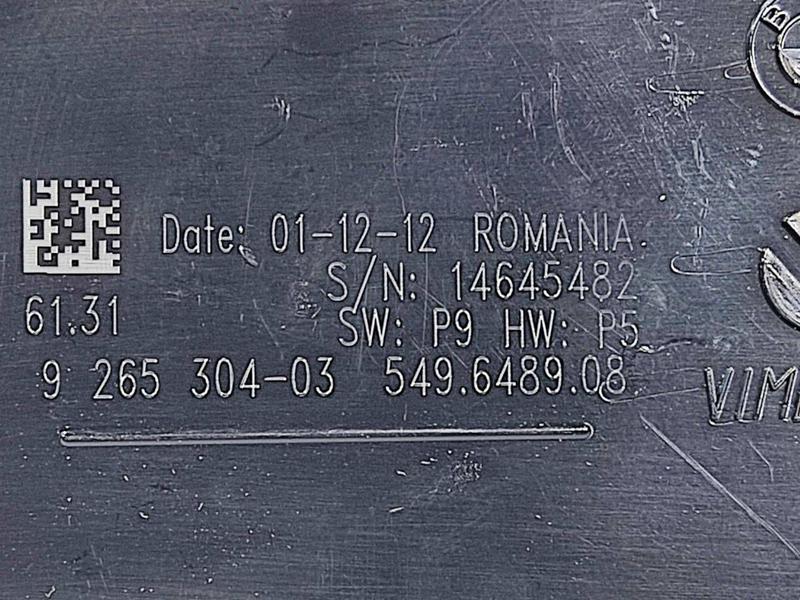 B
Date: 01-12-12 ROMANIA.
S/N: 14645482
61.31
SW: P9 HW: P5
9 265 304-03 549.6489.08